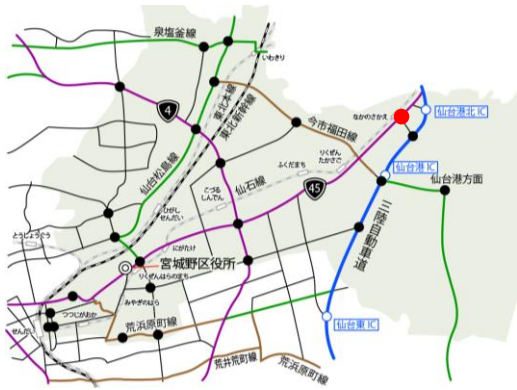 泉塩釜線
いわきり
4
東北本線
東北新幹線
仙台松島線
今市福田線
なかのさかえ
仙台港北IC
りくぜん
たかさご
ふくだまち
仙台港IC
仙台港方面
仙石線
45
こづる
しんでん
ひがし
せんだい
とうしょうぐう
にがたけ
三陸自動車道
宮城野区役所
りくぜんはらのまち
みやぎのはら
つつじがおか
せんだい
荒浜原町線
仙台東IC
荒井荒町線
荒浜原町線